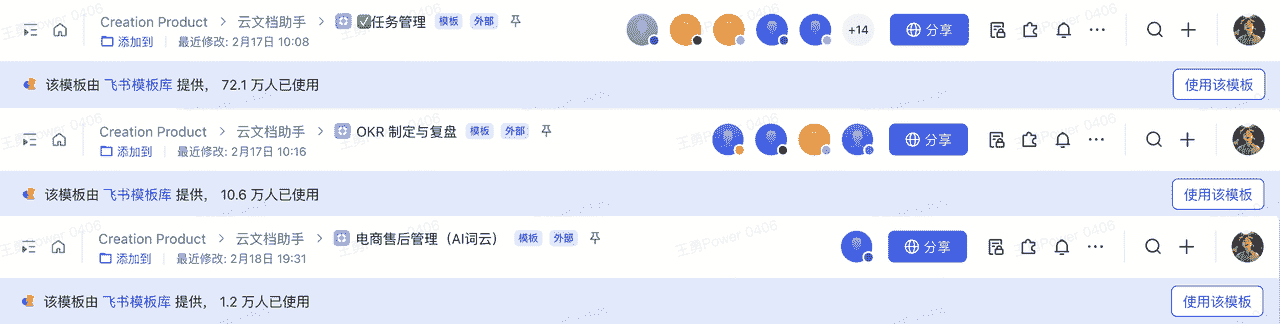 Creation Product > 云文档助手 > ✅任务管理 模板 外部
+14 分享
添加到 | 最近修改: 2月17日 10:08
该模板由 飞书模板库 提供， 72.1 万人已使用 使用该模板
Creation Product > 云文档助手 > OKR 制定与复盘 模板 外部
分享
添加到 | 最近修改: 2月17日 10:16
该模板由 飞书模板库 提供， 10.6 万人已使用 使用该模板
Creation Product > 云文档助手 > 电商售后管理（AI词云） 模板 外部
分享
添加到 | 最近修改: 2月18日 19:31
该模板由 飞书模板库 提供， 1.2 万人已使用 使用该模板
王勇Power 0406